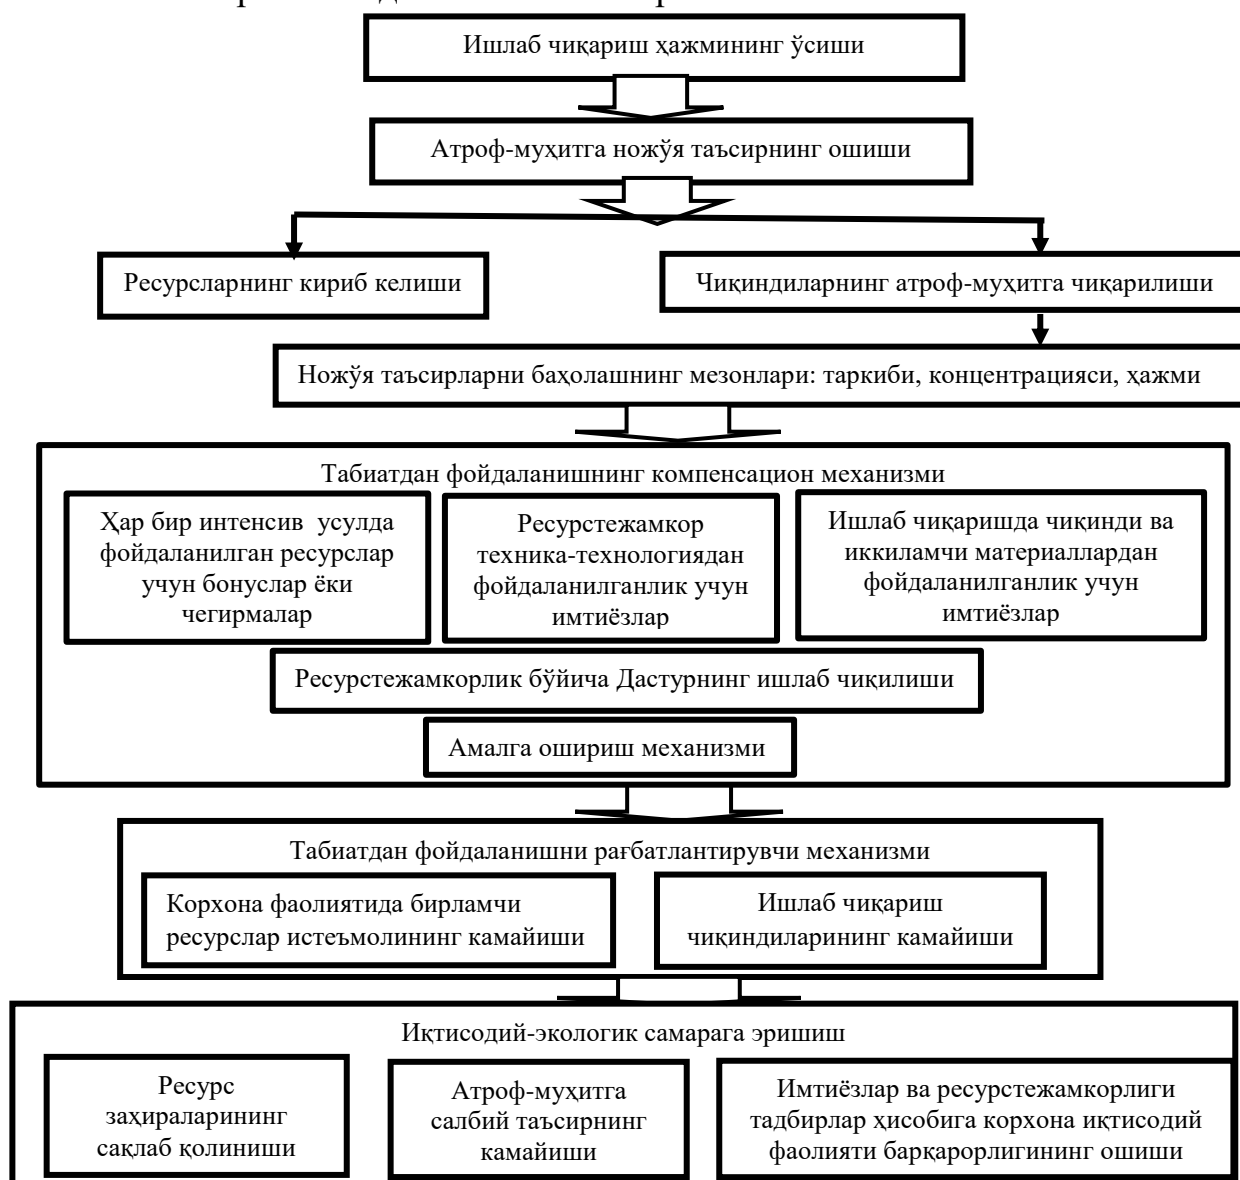 Ишлаб чиқариш ҳажмининг ўсиши
Атроф-муҳитга ножўя таъсирнинг ошиши
Ресурсларнинг кириб келиши
Чиқиндиларнинг атроф-муҳитга чиқарилиши
Ножўя таъсирларни баҳолашнинг мезонлари: таркиби, концентрацияси, ҳажми
Табиатдан фойдаланишнинг компенсацион механизми
Ҳар бир интенсив усулда
фойдаланилган ресурслар
учун бонуслар ёки
чегирмалар
Ресурстежамкор
техника-технологиядан
фойдаланилганлик учун
имтиёзлар
Ишлаб чиқаришда чиқинди ва
иккиламчи материаллардан
фойдаланилганлик учун
имтиёзлар
Ресурстежамкорлик бўйича Дастурнинг ишлаб чиқилиши
Амалга ошириш механизми
Табиатдан фойдаланишни рағбатлантирувчи механизми
Корхона фаолиятида бирламчи
ресурслар истеъмолининг камайиши
Ишлаб чиқариш
чиқиндиларининг камайиши
Иқтисодий-экологик самарага эришиш
Ресурс
заҳираларининг
сақлаб қолиниши
Атроф-муҳитга
салбий таъсирнинг
камайиши
Имтиёзлар ва ресурстежамкорлиги
тадбирлар ҳисобига корхона иқтисодий
фаолияти барқарорлигининг ошиши